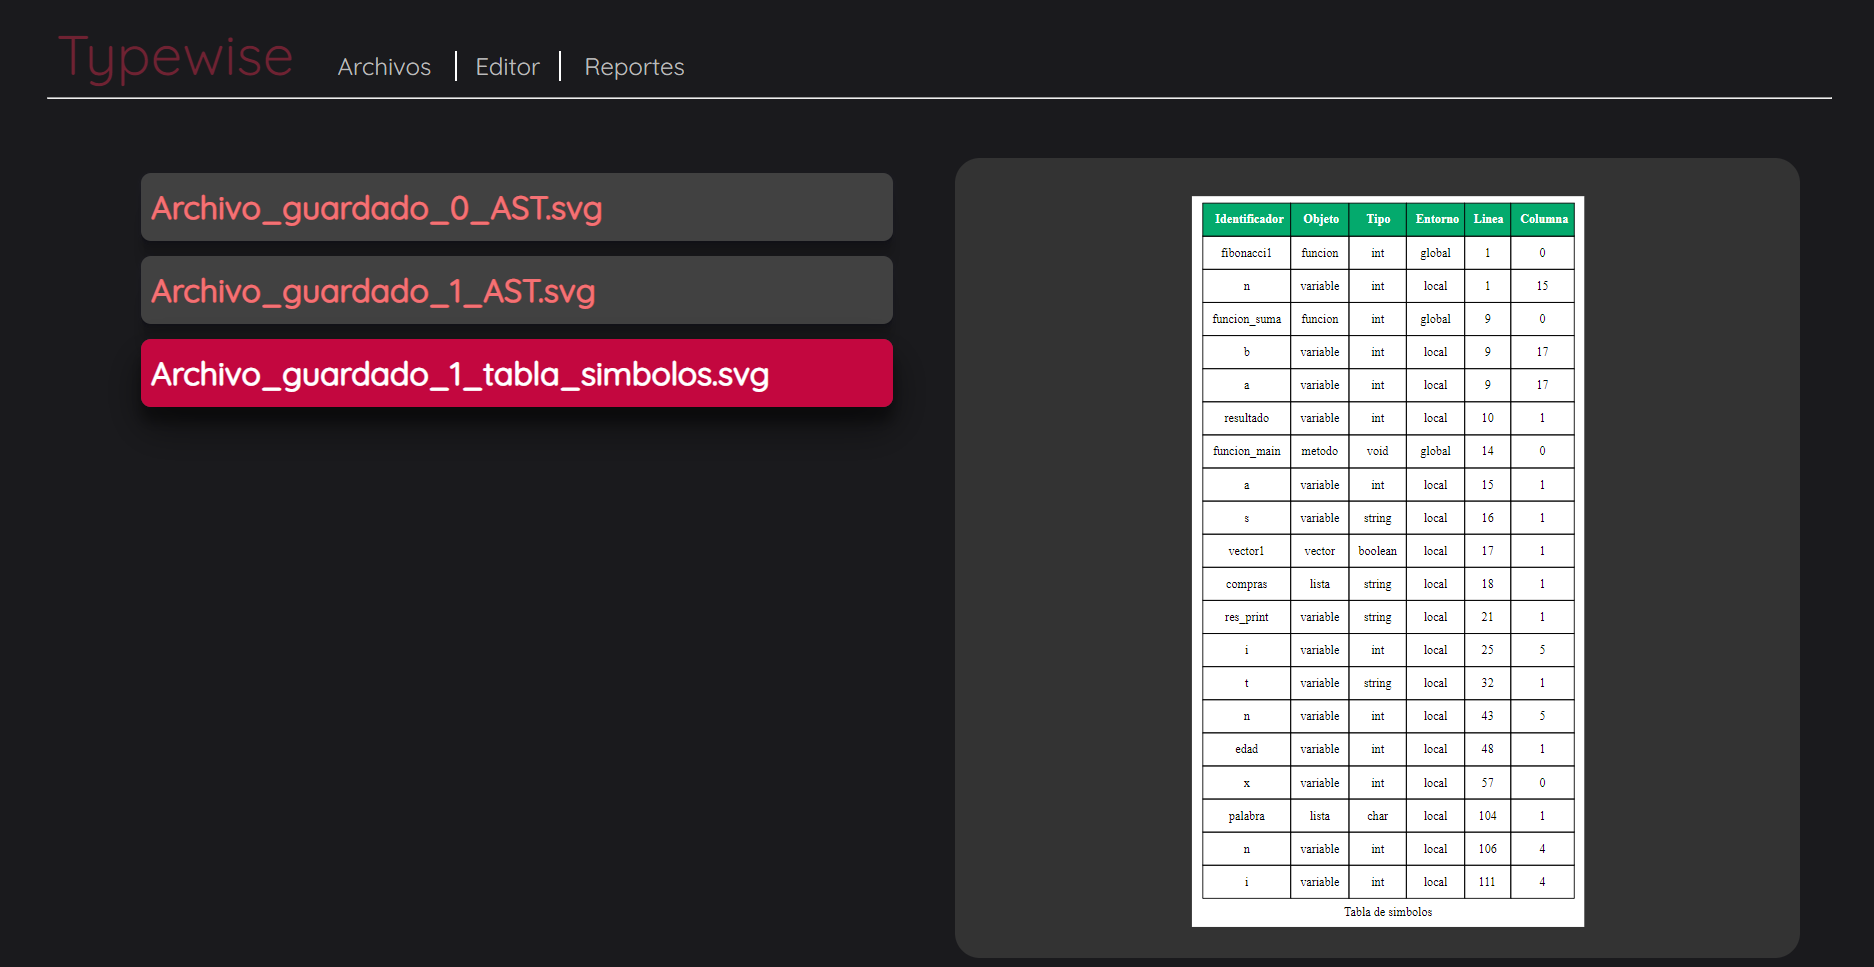 Typewise
Archivos | Editor | Reportes
Archivo_guardado_0_AST.svg
Archivo_guardado_1_AST.svg
Archivo_guardado_1_tabla_simbolos.svg
Identificador Objeto Tipo Entorno Linea Columna
fibonacci1 funcion int global 1 0
n variable int local 1 15
funcion_suma funcion int global 9 0
b variable int local 9 17
a variable int local 9 17
resultado variable int local 10 1
funcion_main metodo void global 14 0
a variable int local 15 1
s variable string local 16 1
vector1 vector boolean local 17 1
compras lista string local 18 1
res_print variable string local 21 1
i variable int local 25 5
t variable string local 32 1
n variable int local 43 5
edad variable int local 48 1
x variable int local 57 0
palabra lista char local 104 1
n variable int local 106 4
i variable int local 111 4
Tabla de simbolos